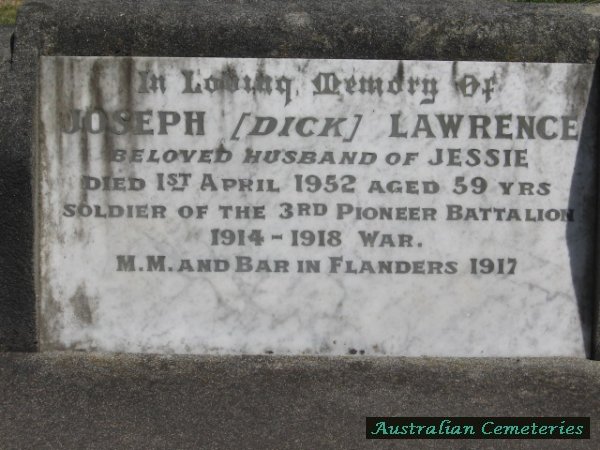 In Loving Memory Of
JOSEPH [DICK] LAWRENCE
BELOVED HUSBAND OF JESSIE
DIED 1ST APRIL 1952 AGED 59 YRS
SOLDIER OF THE 3RD PIONEER BATTALION
1914-1918 WAR.
M.M. AND BAR IN FLANDERS 1917
Australian Cemeteries